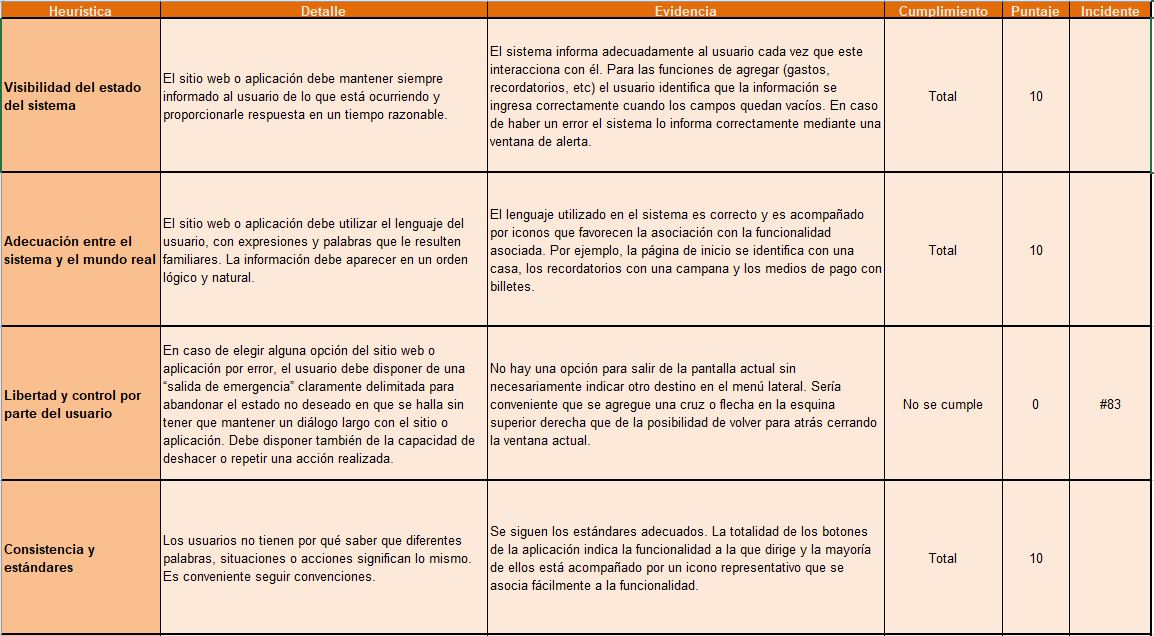 Heurística Detalle Evidencia Cumplimiento Puntaje Incidente
Visibilidad del estado
del sistema
El sitio web o aplicación debe mantener siempre
informado al usuario de lo que está ocurriendo y
proporcionarle respuesta en un tiempo razonable.
El sistema informa adecuadamente al usuario cada vez que este
interacciona con él. Para las funciones de agregar (gastos,
recordatorios, etc) el usuario identifica que la información se
ingresa correctamente cuando los campos quedan vacíos. En caso
de haber un error el sistema lo informa correctamente mediante una
ventana de alerta.
Total
10
Adecuación entre el
sistema y el mundo real
El sitio web o aplicación debe utilizar el lenguaje del
usuario, con expresiones y palabras que le resulten
familiares. La información debe aparecer en un orden
lógico y natural.
El lenguaje utilizado en el sistema es correcto y es acompañado
por iconos que favorecen la asociación con la funcionalidad
asociada. Por ejemplo, la página de inicio se identifica con una
casa, los recordatorios con una campana y los medios de pago con
billetes.
Total
10
Libertad y control por
parte del usuario
En caso de elegir alguna opción del sitio web o
aplicación por error, el usuario debe disponer de una
“salida de emergencia” claramente delimitada para
abandonar el estado no deseado en que se halla sin
tener que mantener un diálogo largo con el sitio o
aplicación. Debe disponer también de la capacidad de
deshacer o repetir una acción realizada.
No hay una opción para salir de la pantalla actual sin
necesariamente indicar otro destino en el menú lateral. Sería
conveniente que se agregue una cruz o flecha en la esquina
superior derecha que de la posibilidad de volver para atrás cerrando
la ventana actual.
No se cumple
0
#83
Consistencia y
estándares
Los usuarios no tienen por qué saber que diferentes
palabras, situaciones o acciones significan lo mismo.
Es conveniente seguir convenciones.
Se siguen los estándares adecuados. La totalidad de los botones
de la aplicación indica la funcionalidad a la que dirige y la mayoría
de ellos está acompañado por un icono representativo que se
asocia fácilmente a la funcionalidad.
Total
10